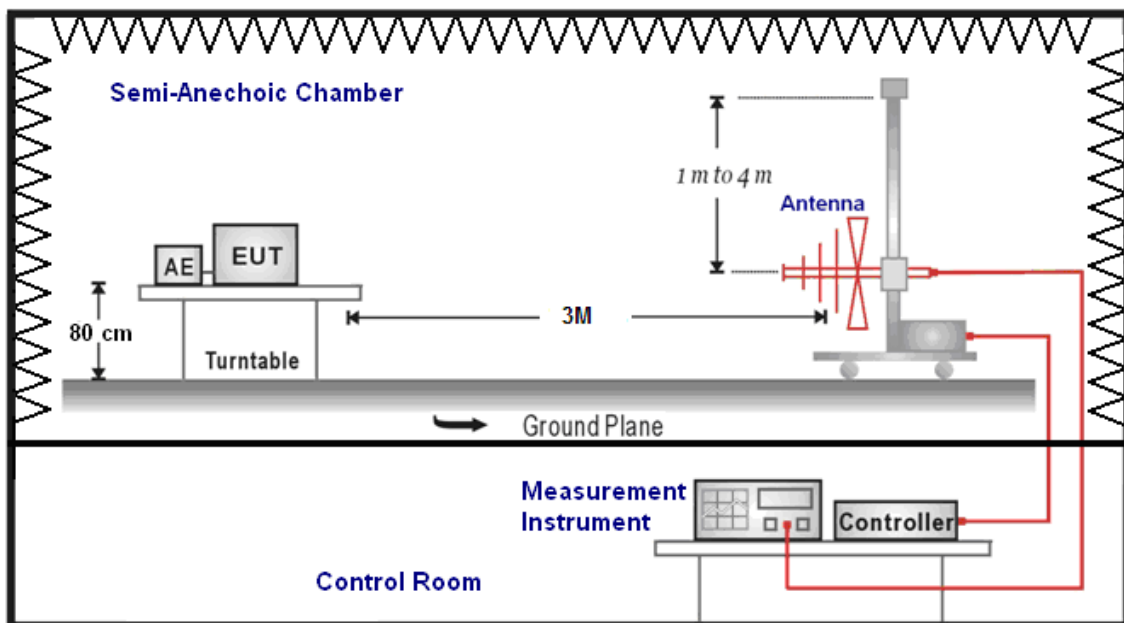 Semi-Anechoic Chamber
1 m to 4 m
Antenna
AE
EUT
80 cm
3M
Turntable
Ground Plane
Measurement
Instrument
Controller
Control Room